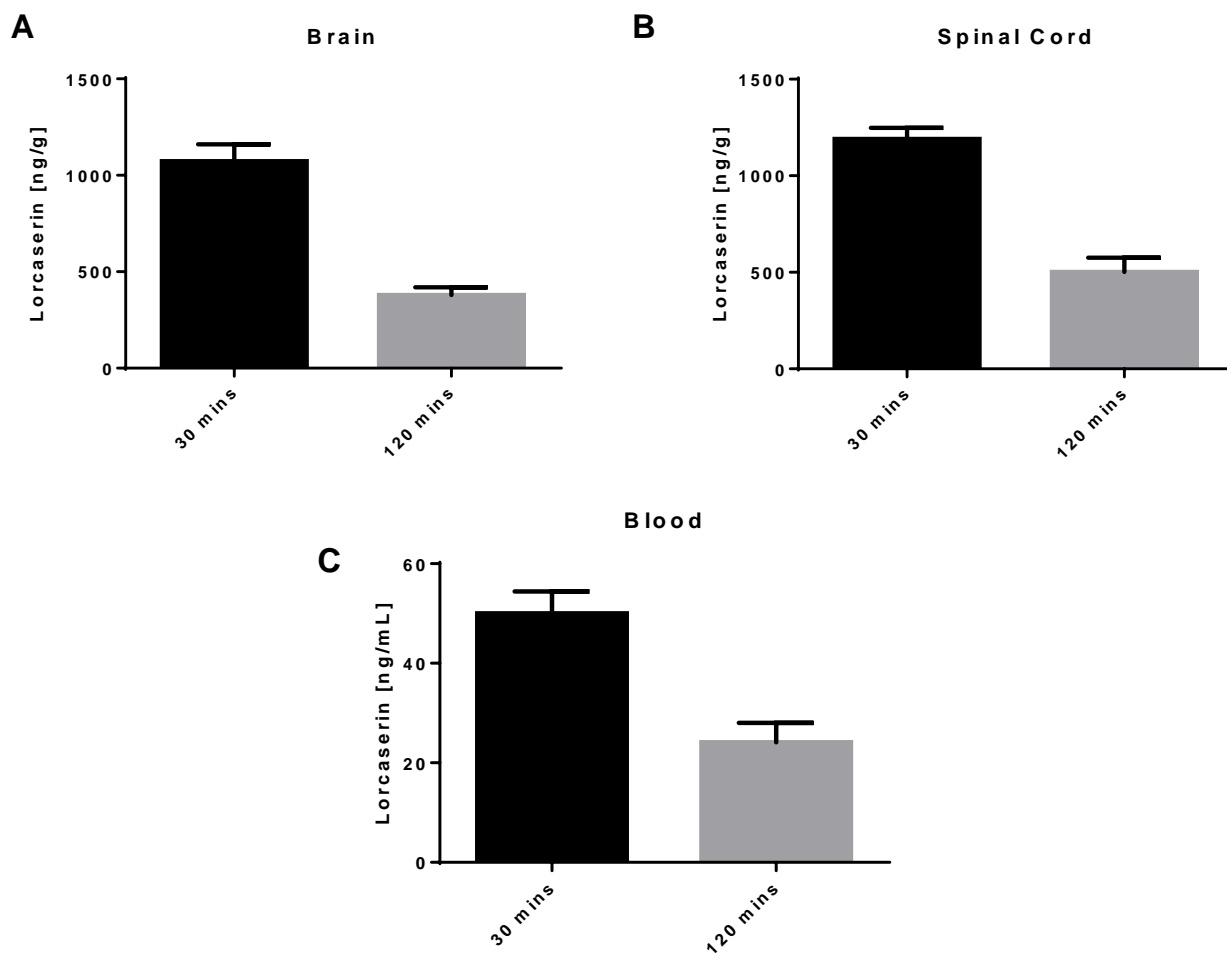 A
Brain
Lorcaserin [ng/g]
1500
1000
500
0
30 mins
120 mins
B
Spinal Cord
Lorcaserin [ng/g]
1500
1000
500
0
30 mins
120 mins
C
Blood
Lorcaserin [ng/mL]
60
40
20
0
30 mins
120 mins